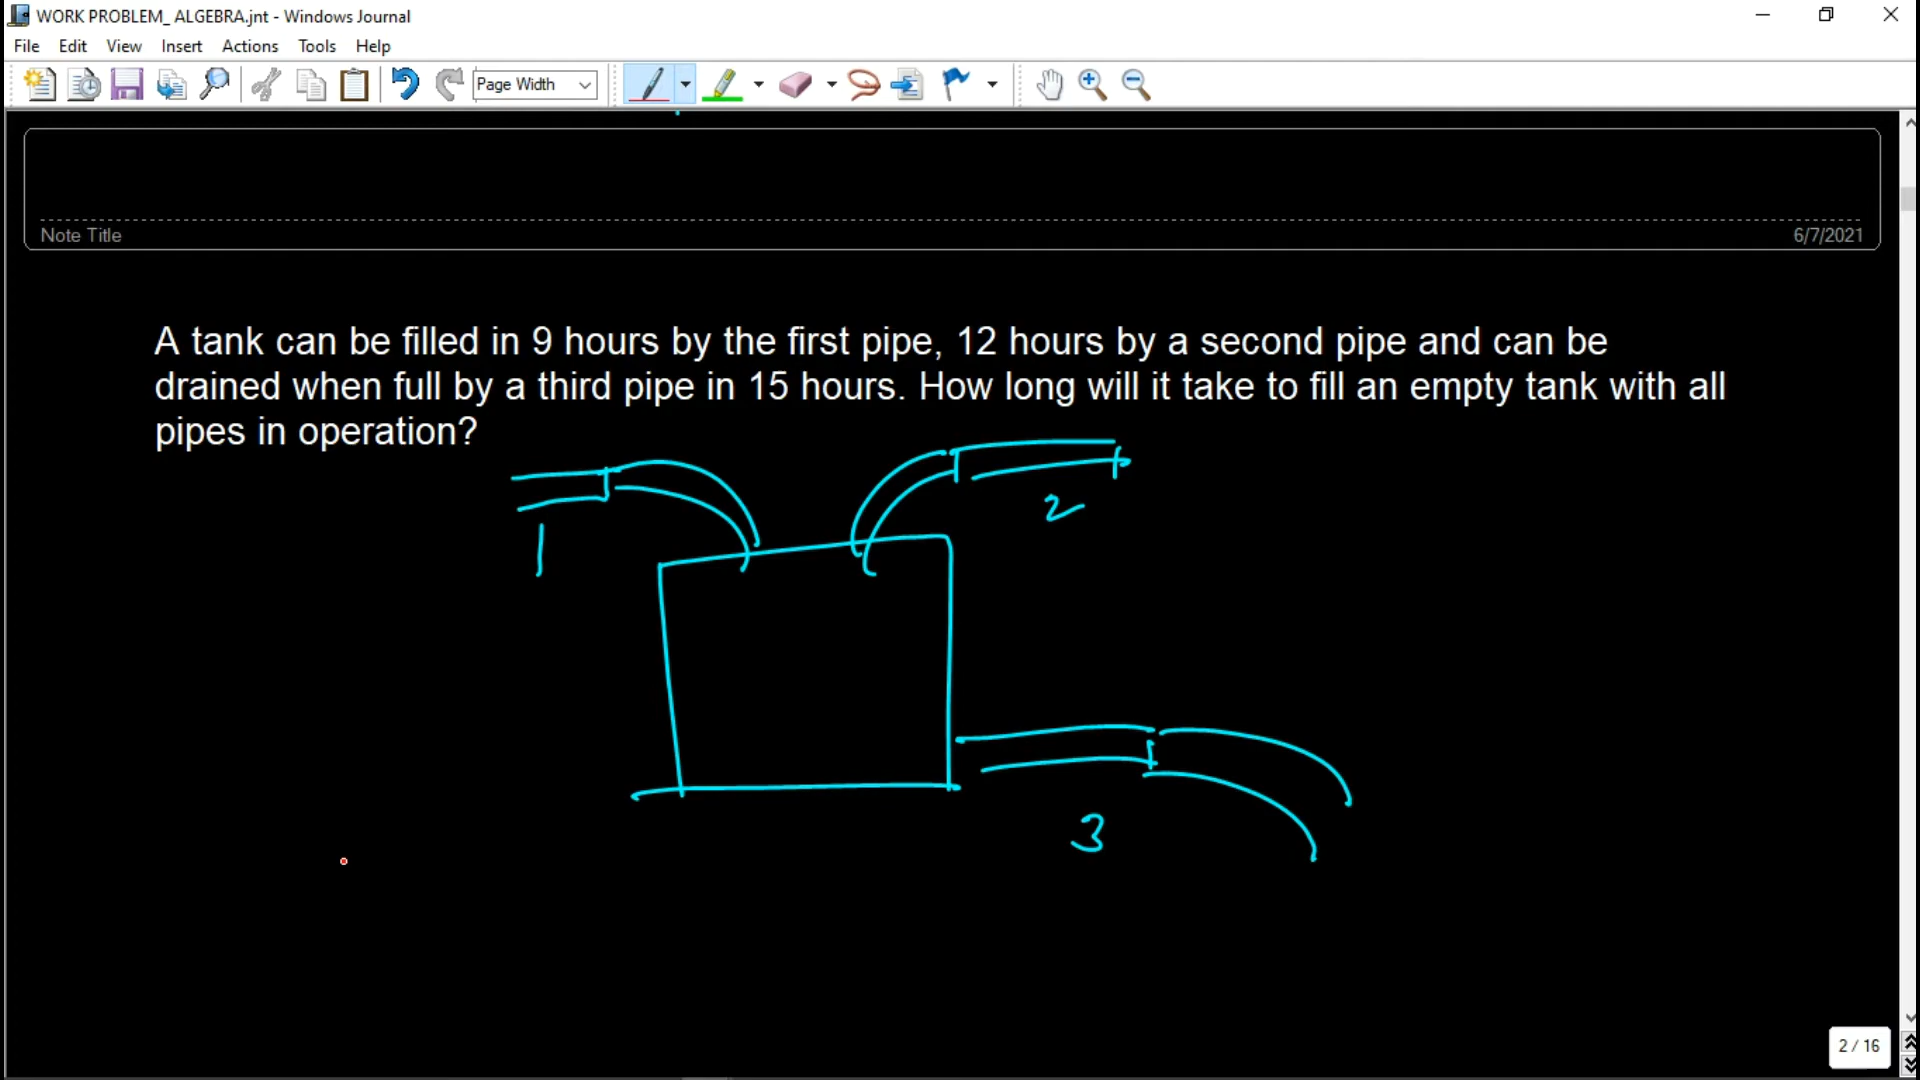 WORK PROBLEM_ ALGEBRA.jnt - Windows Journal
File Edit View Insert Actions Tools Help
Page Width
Note Title
6/7/2021
A tank can be filled in 9 hours by the first pipe, 12 hours by a second pipe and can be
drained when full by a third pipe in 15 hours. How long will it take to fill an empty tank with all
pipes in operation?
1
2
3
2 / 16